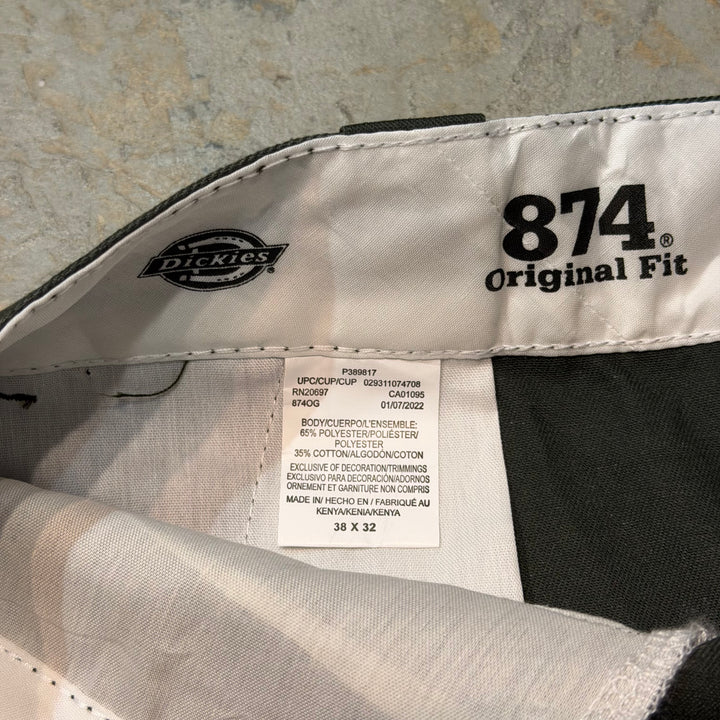 Dickies®
874®
Original Fit
P389817
UPC/CUP/CUP 029311074708
RN20697 CA01095
874OG 01/07/2022
BODY/CUERPO/L'ENSEMBLE:
65% POLYESTER/POLIÉSTER/
POLYESTER
35% COTTON/ALGODÓN/COTON
EXCLUSIVE OF DECORATION/TRIMMINGS
EXCLUSIVO PARA DECORACIÓN/ADORNOS
ORNEMENT ET GARNITURE NON COMPRIS
MADE IN/ HECHO EN / FABRIQUÉ AU
KENYA/KENIA/KENYA
38 X 32